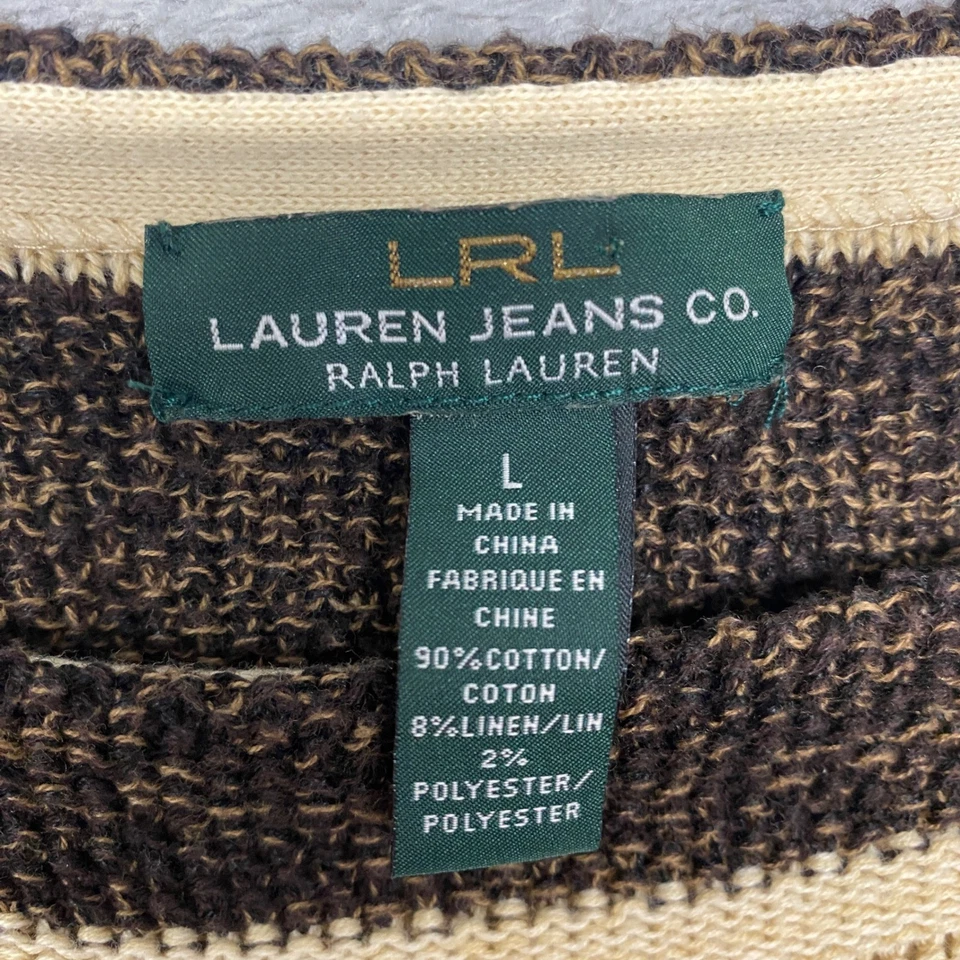 LRL
LAUREN JEANS CO.
RALPH LAUREN
L
MADE IN
CHINA
FABRIQUE EN
CHINE
90%COTTON/
COTON
8%LINEN/LIN
2%
POLYESTER/
POLYESTER